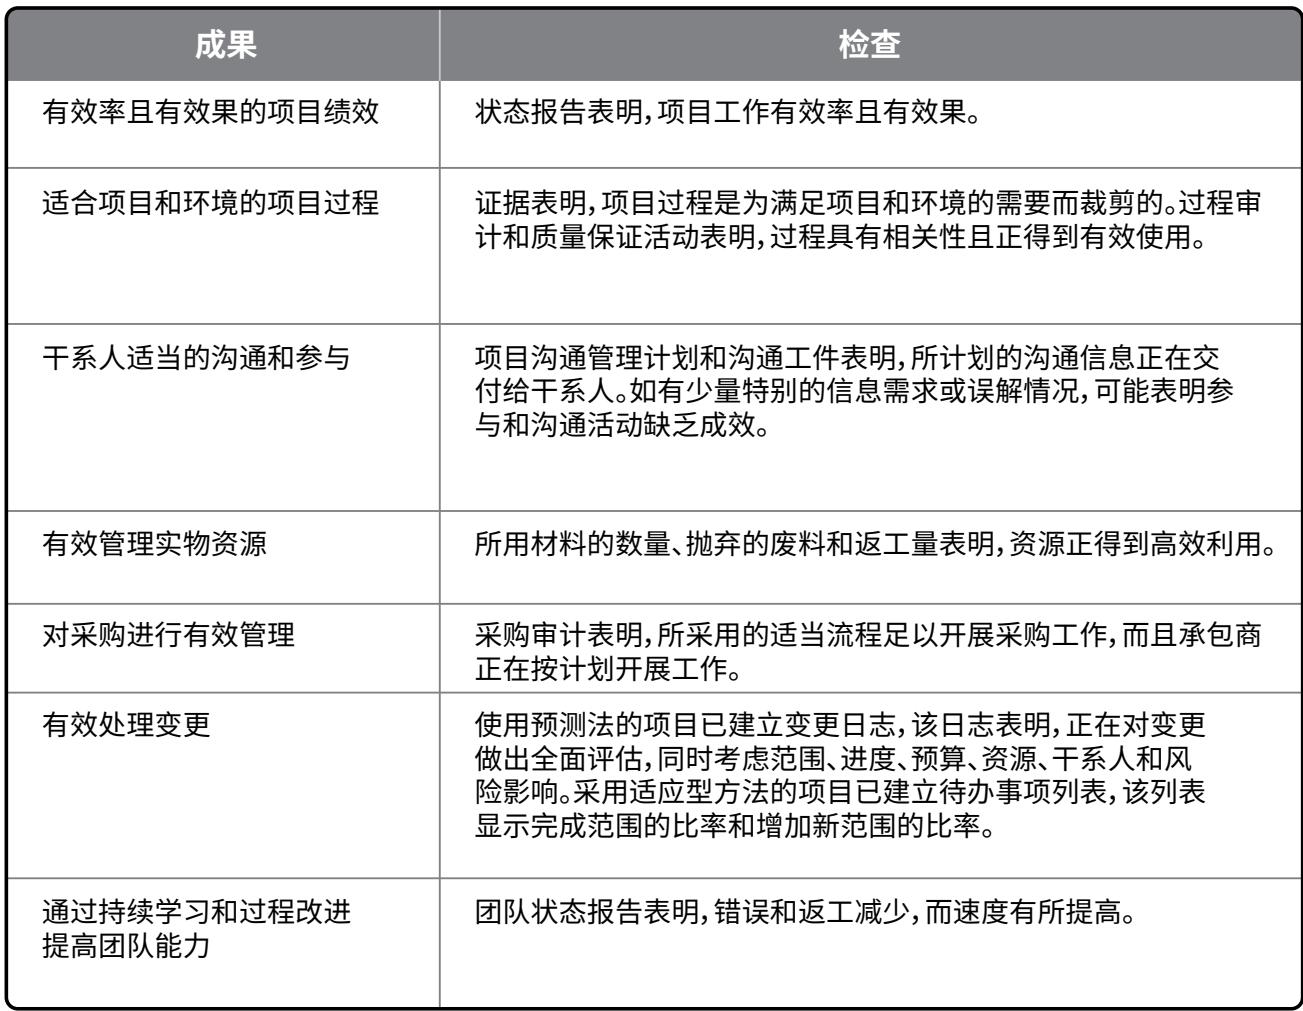 成果
检查
有效率且有效果的项目绩效
状态报告表明,项目工作有效率且有效果。
适合项目和环境的项目过程
证据表明,项目过程是为满足项目和环境的需要而裁剪的。过程审
计和质量保证活动表明,过程具有相关性且正得到有效使用。
干系人适当的沟通和参与
项目沟通管理计划和沟通工件表明,所计划的沟通信息正在交
付给干系人。如有少量特别的信息需求或误解情况,可能表明参
与和沟通活动缺乏成效。
有效管理实物资源
所用材料的数量、抛弃的废料和返工量表明,资源正得到高效利用。
对采购进行有效管理
采购审计表明,所采用的适当流程足以开展采购工作,而且承包商
正在按计划开展工作。
有效处理变更
使用预测法的项目已建立变更日志,该日志表明,正在对变更
做出全面评估,同时考虑范围、进度、预算、资源、干系人和风
险影响。采用适应型方法的项目已建立待办事项列表,该列表
显示完成范围的比率和增加新范围的比率。
通过持续学习和过程改进
提高团队能力
团队状态报告表明,错误和返工减少,而速度有所提高。